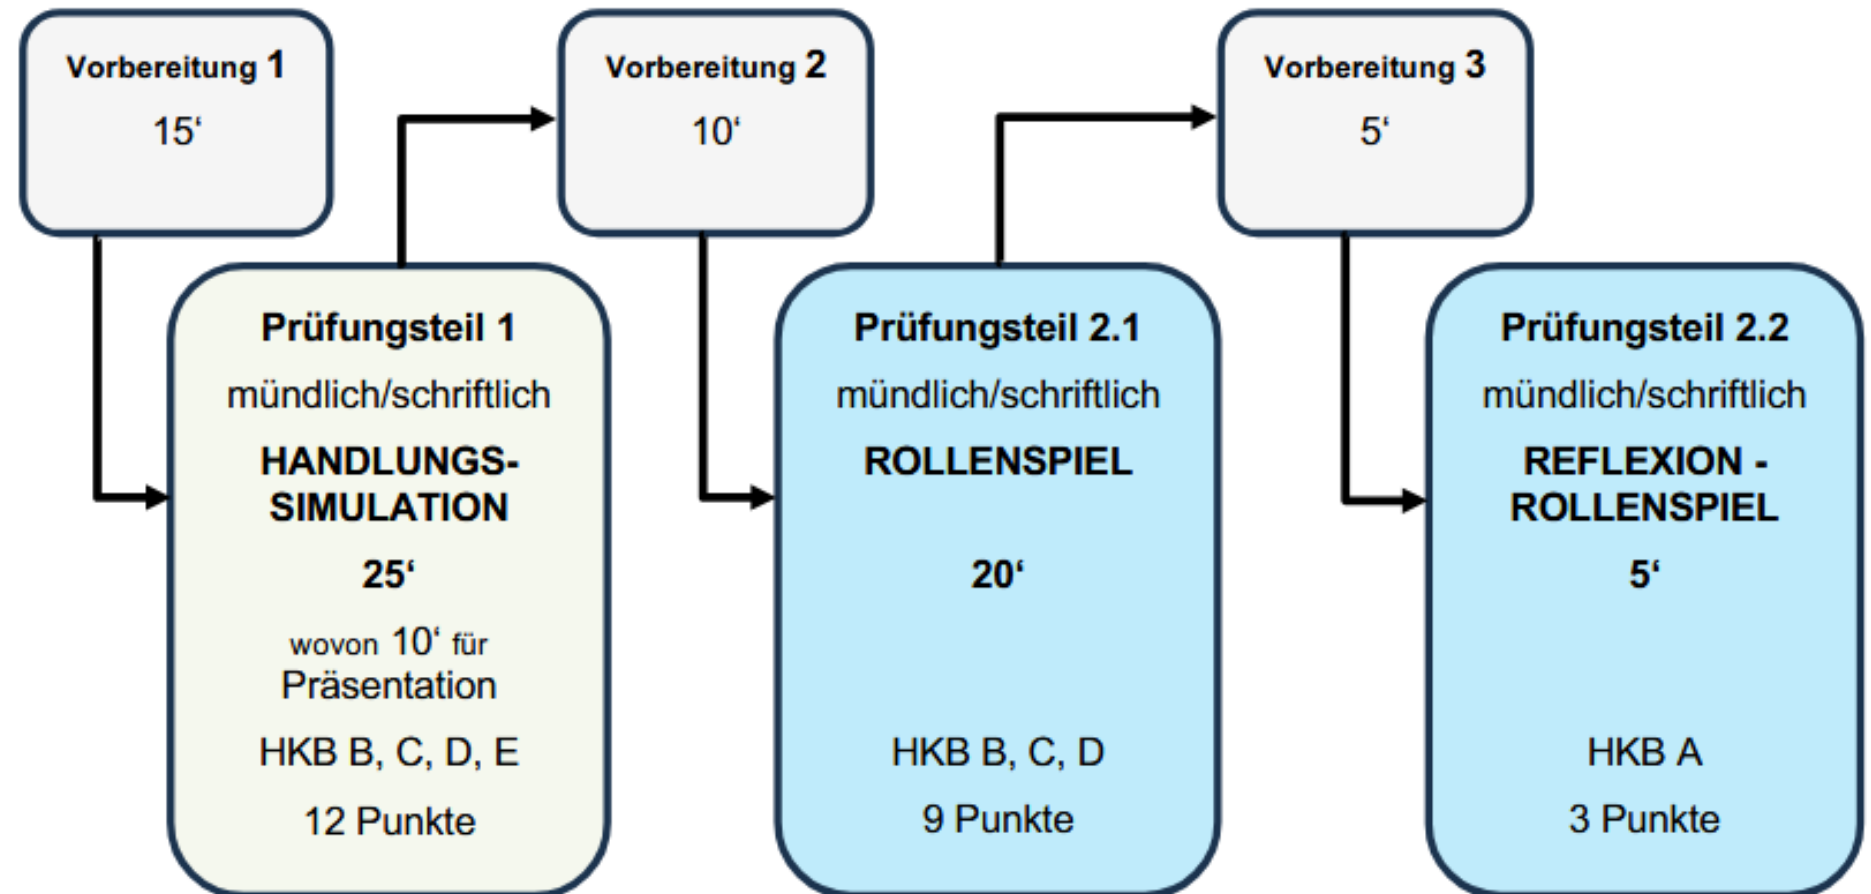 Vorbereitung 1
15‘
Vorbereitung 2
10‘
Vorbereitung 3
5‘
Prüfungsteil 1
mündlich/schriftlich
HANDLUNGS-
SIMULATION
25‘
wovon 10‘ für
Präsentation
HKB B, C, D, E
12 Punkte
Prüfungsteil 2.1
mündlich/schriftlich
ROLLENSPIEL
20‘
HKB B, C, D
9 Punkte
Prüfungsteil 2.2
mündlich/schriftlich
REFLEXION -
ROLLENSPIEL
5‘
HKB A
3 Punkte